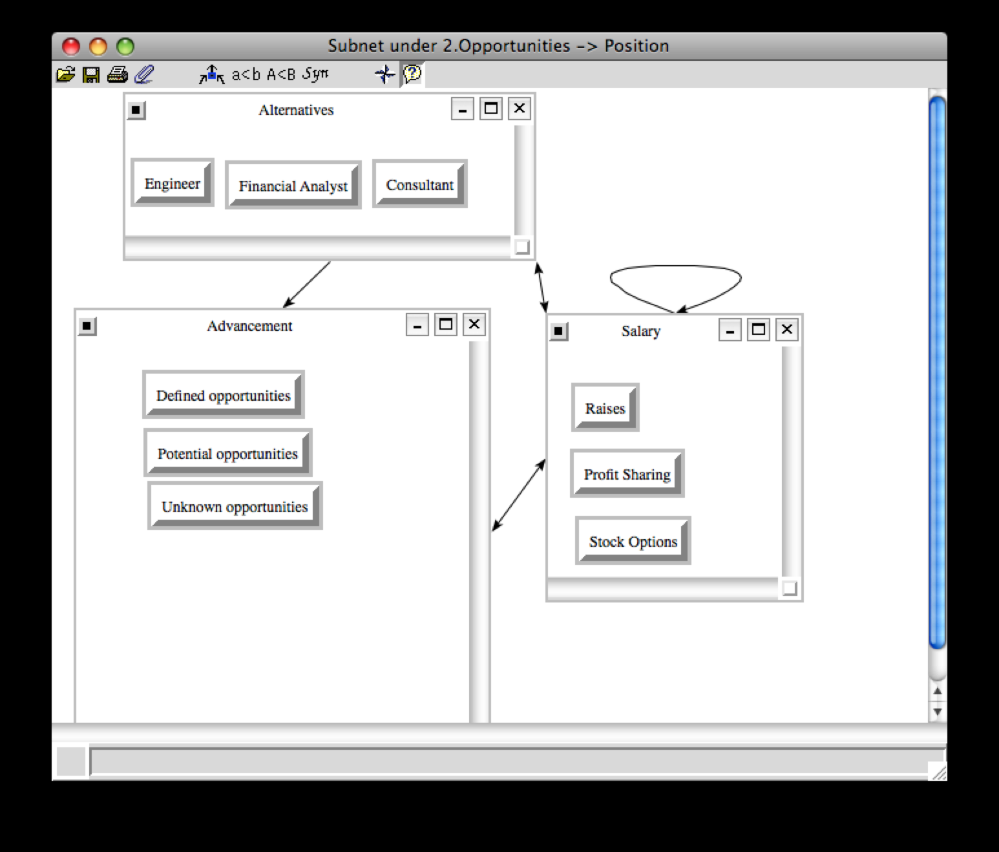 Subnet under 2.Opportunities -> Position
a<b A<B Syn
Alternatives
Engineer
Financial Analyst
Consultant
Advancement
Defined opportunities
Potential opportunities
Unknown opportunities
Salary
Raises
Profit Sharing
Stock Options